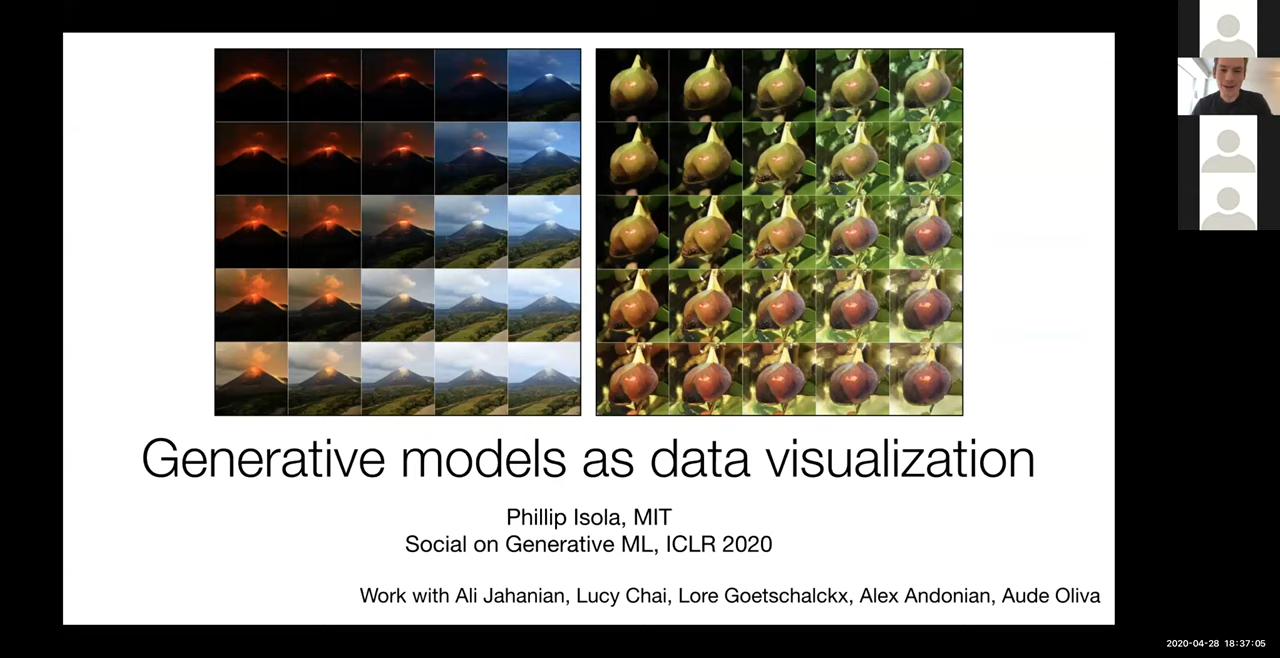 Generative models as data visualization
Phillip Isola, MIT
Social on Generative ML, ICLR 2020
Work with Ali Jahanian, Lucy Chai, Lore Goetschalckx, Alex Andonian, Aude Oliva
2020-04-28 18:37:05